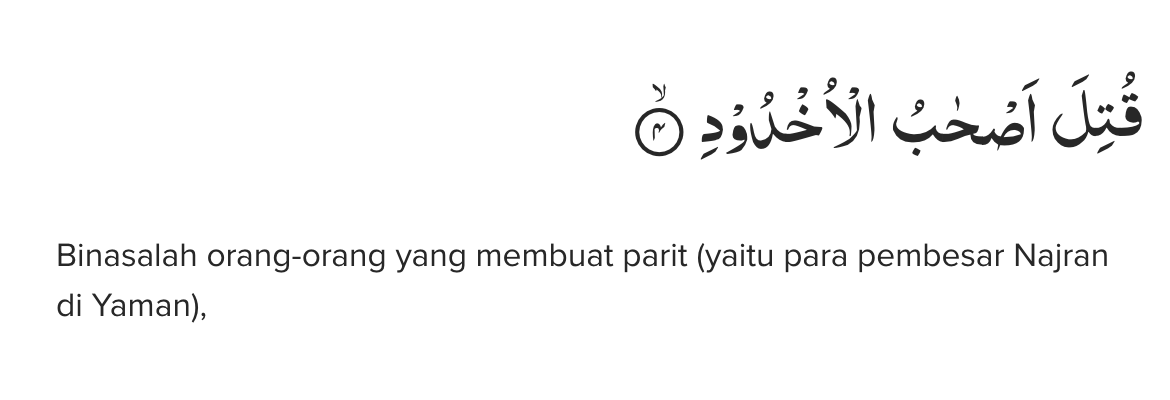 قُتِلَ اَصْحٰبُ الْاُخْدُوْدِۙ ٤
Binasalah orang-orang yang membuat parit (yaitu para pembesar Najran
di Yaman),